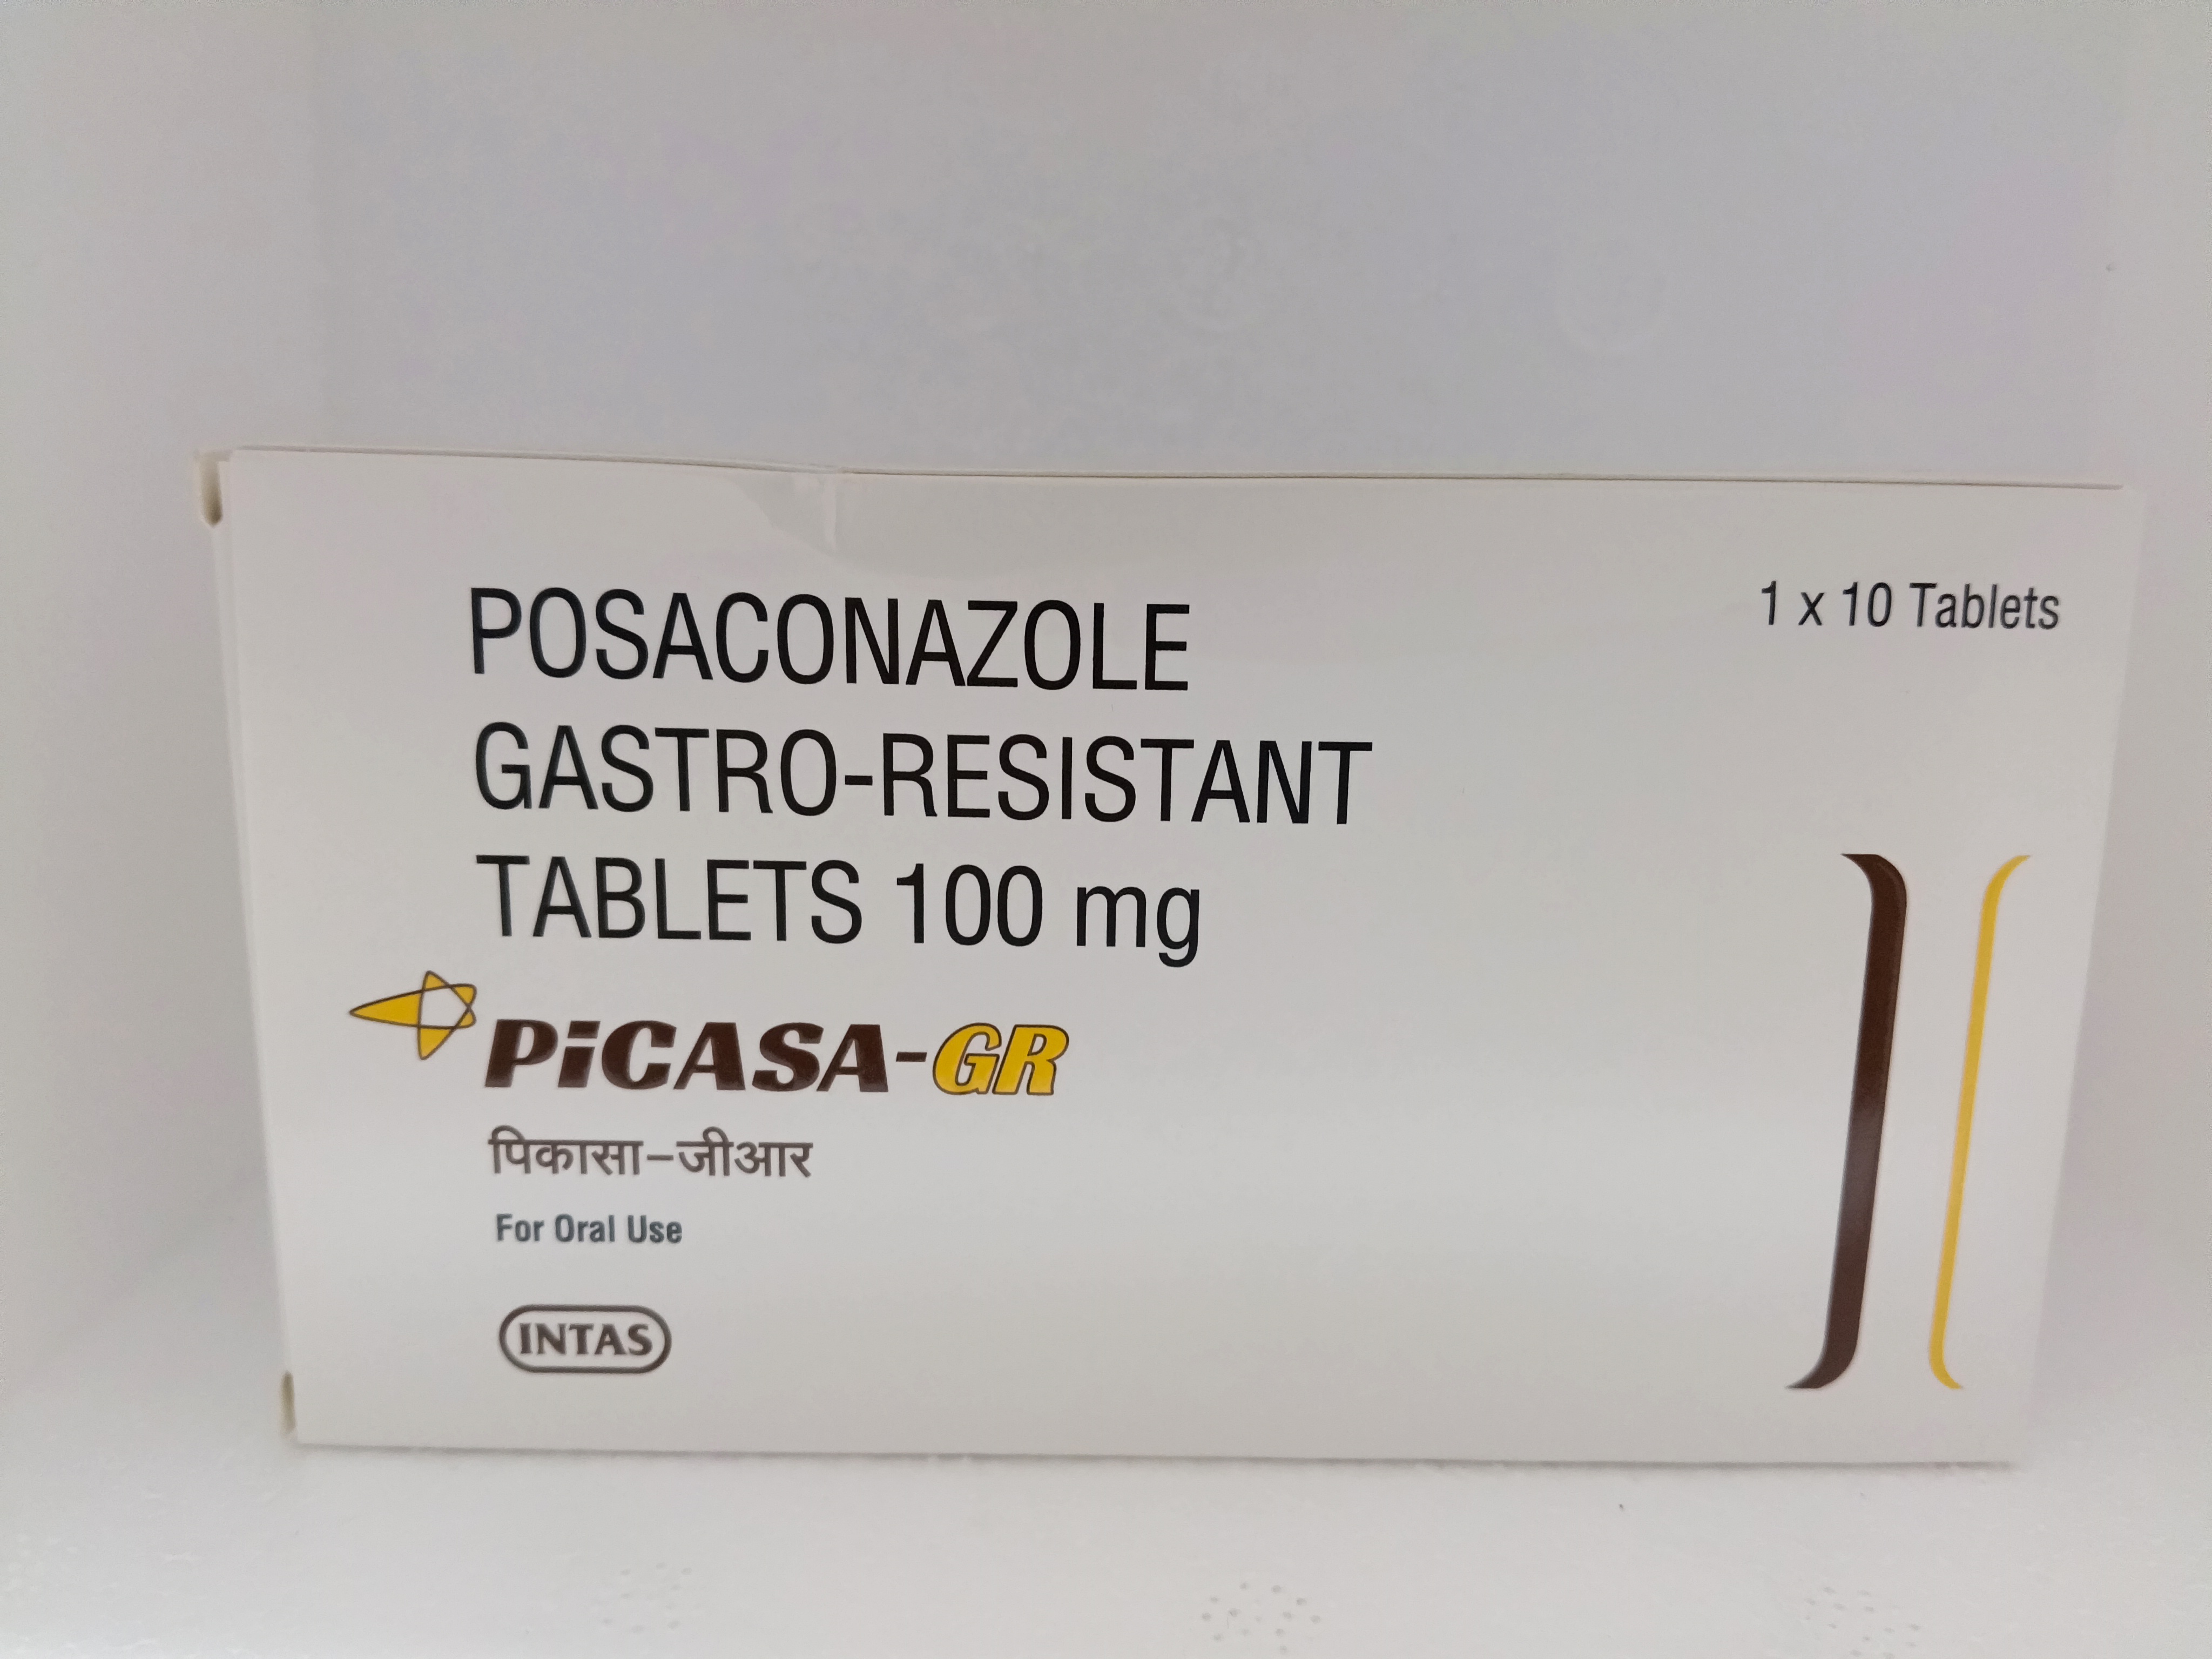 POSACONAZOLE
GASTRO-RESISTANT
TABLETS 100 mg
1 x 10 Tablets
PiCASA-GR
पिकासा–जीआर
For Oral Use
INTAS